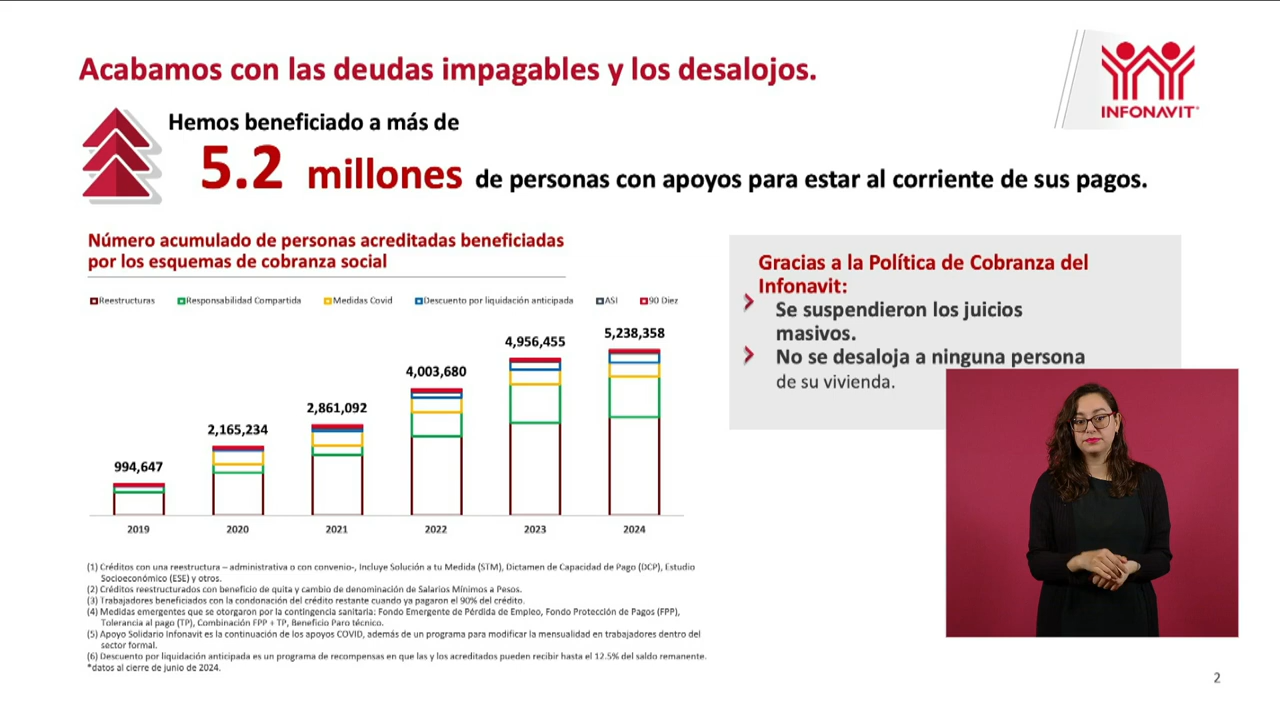 Acabamos con las deudas impagables y los desalojos.
INFONAVIT
Hemos beneficiado a más de
5.2 millones de personas con apoyos para estar al corriente de sus pagos.
Número acumulado de personas acreditadas beneficiadas
por los esquemas de cobranza social
Reestructuras Responsabilidad Compartida Medidas Covid Descuento por liquidación anticipada ASI 90 Diez
994,647
2,165,234
2,861,092
4,003,680
4,956,455
5,238,358
2019 2020 2021 2022 2023 2024
(1) Créditos con una reestructura – administrativa o con convenio-, Incluye Solución a tu Medida (STM), Dictamen de Capacidad de Pago (DCP), Estudio
Socioeconómico (ESE) y otros.
(2) Créditos reestructurados con beneficio de quita y cambio de denominación de Salarios Mínimos a Pesos.
(3) Trabajadores beneficiados con la condonación del crédito restante cuando ya pagaron el 90% del crédito.
(4) Medidas emergentes que se otorgaron por la contingencia sanitaria: Fondo Emergente de Pérdida de Empleo, Fondo Protección de Pagos (FPP),
Tolerancia al pago (TP), Combinación FPP + TP, Beneficio Paro técnico.
(5) Apoyo Solidario Infonavit es la continuación de los apoyos COVID, además de un programa para modificar la mensualidad en trabajadores dentro del
sector formal.
(6) Descuento por liquidación anticipada es un programa de recompensas en que las y los acreditados pueden recibir hasta el 12.5% del saldo remanente.
*datos al cierre de junio de 2024.
Gracias a la Política de Cobranza del
Infonavit:
Se suspendieron los juicios
masivos.
No se desaloja a ninguna persona
de su vivienda.
2